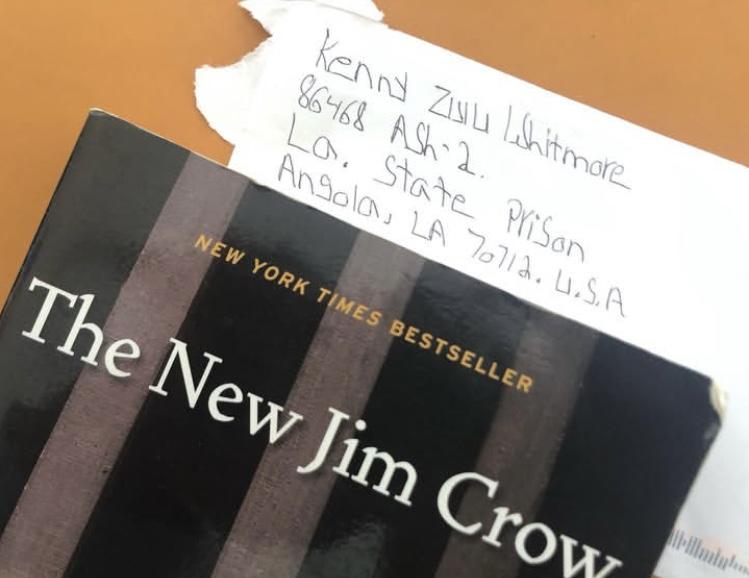 Kenny Zulu Whitmore
86468 Ash-2.
La. State Prison
Angola, LA 70712. U.S.A
NEW YORK TIMES BESTSELLER
The New Jim Crow